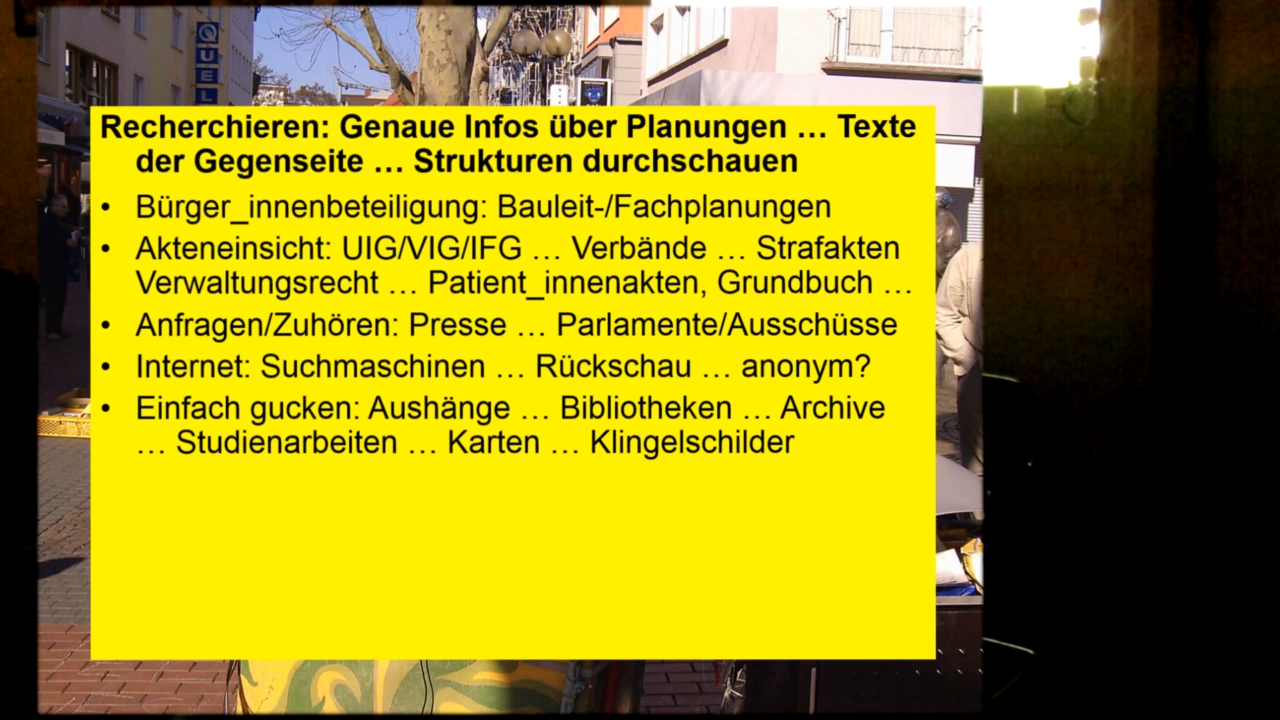 QUEL
Recherchieren: Genaue Infos über Planungen … Texte
der Gegenseite … Strukturen durchschauen
• Bürger_innenbeteiligung: Bauleit-/Fachplanungen
• Akteneinsicht: UIG/VIG/IFG … Verbände … Strafakten
Verwaltungsrecht … Patient_innenakten, Grundbuch …
• Anfragen/Zuhören: Presse … Parlamente/Ausschüsse
• Internet: Suchmaschinen … Rückschau … anonym?
• Einfach gucken: Aushänge … Bibliotheken … Archive
… Studienarbeiten … Karten … Klingelschilder